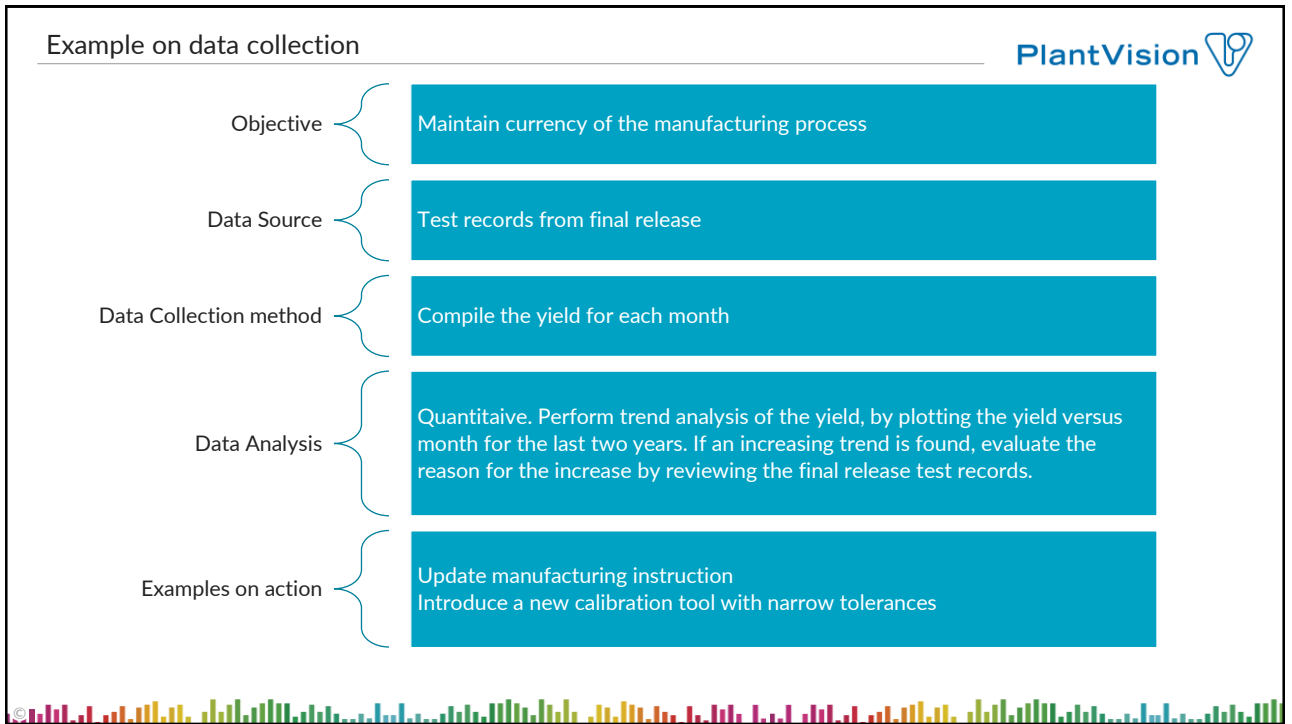 Example on data collection
PlantVision
Objective
Maintain currency of the manufacturing process
Data Source
Test records from final release
Data Collection method
Compile the yield for each month
Data Analysis
Quantitaive. Perform trend analysis of the yield, by plotting the yield versus
month for the last two years. If an increasing trend is found, evaluate the
reason for the increase by reviewing the final release test records.
Examples on action
Update manufacturing instruction
Introduce a new calibration tool with narrow tolerances
©